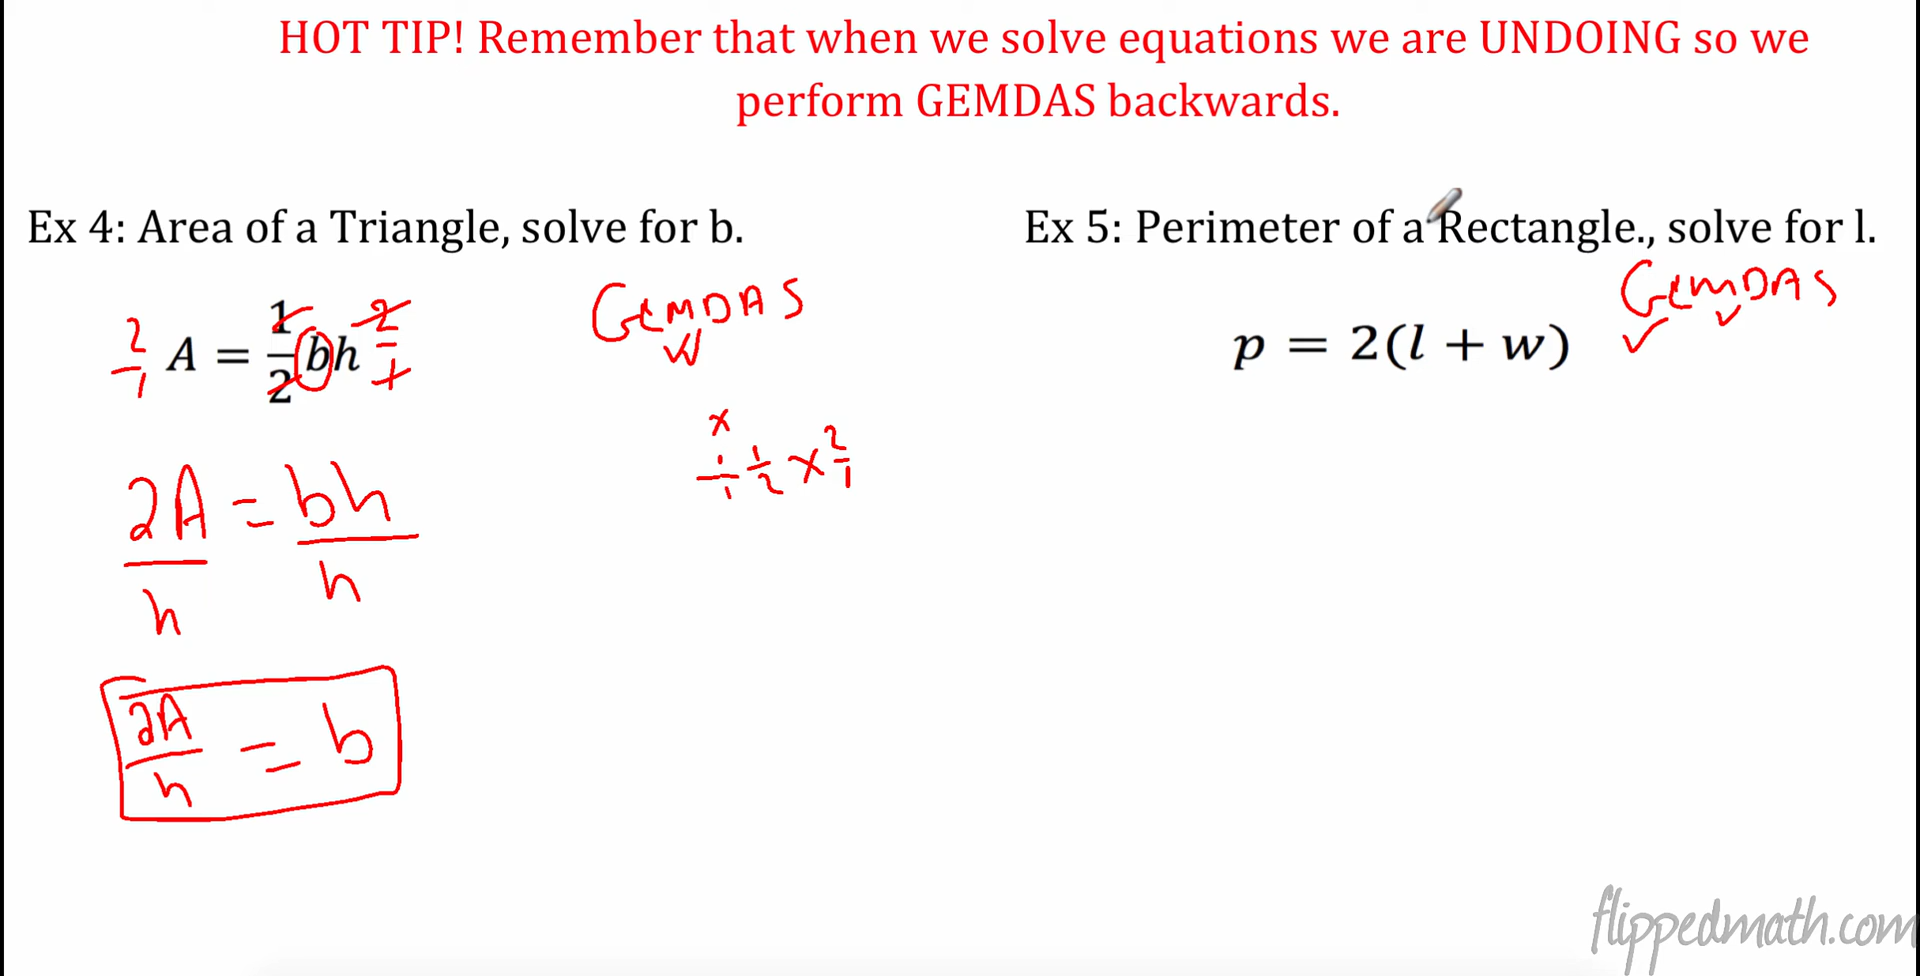 HOT TIP! Remember that when we solve equations we are UNDOING so we
perform GEMDAS backwards.
Ex 4: Area of a Triangle, solve for b.
2/1 A = 1/2 bh 2/1
GEMDAS
÷ 1/2 x 2/1
x
2A = bh
h h
2A/h = b
Ex 5: Perimeter of a Rectangle., solve for l.
GEMDAS
p = 2(l + w)
flippedmath.com